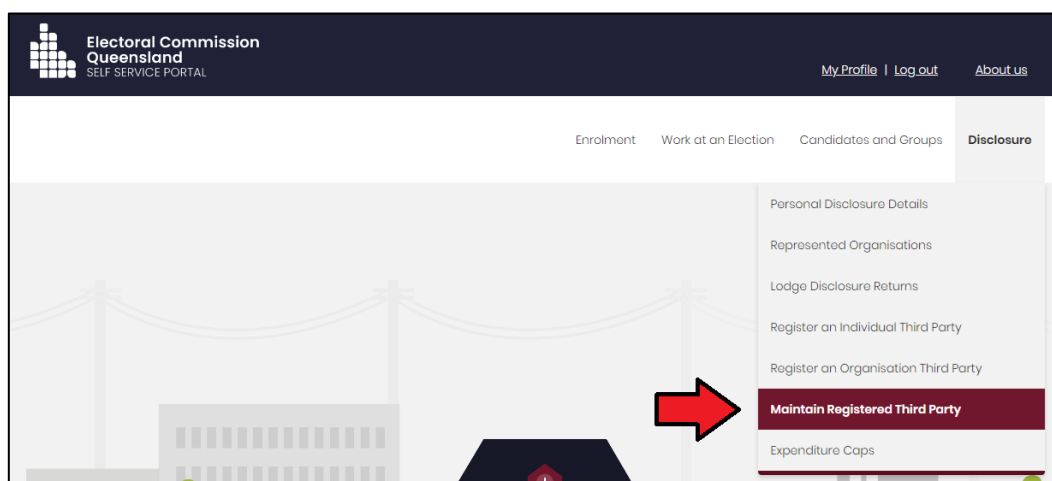 Electoral Commission
Queensland
SELF SERVICE PORTAL
My Profile | Log out About us
Enrolment Work at an Election Candidates and Groups Disclosure
Personal Disclosure Details
Represented Organisations
Lodge Disclosure Returns
Register an Individual Third Party
Register an Organisation Third Party
Maintain Registered Third Party
Expenditure Caps